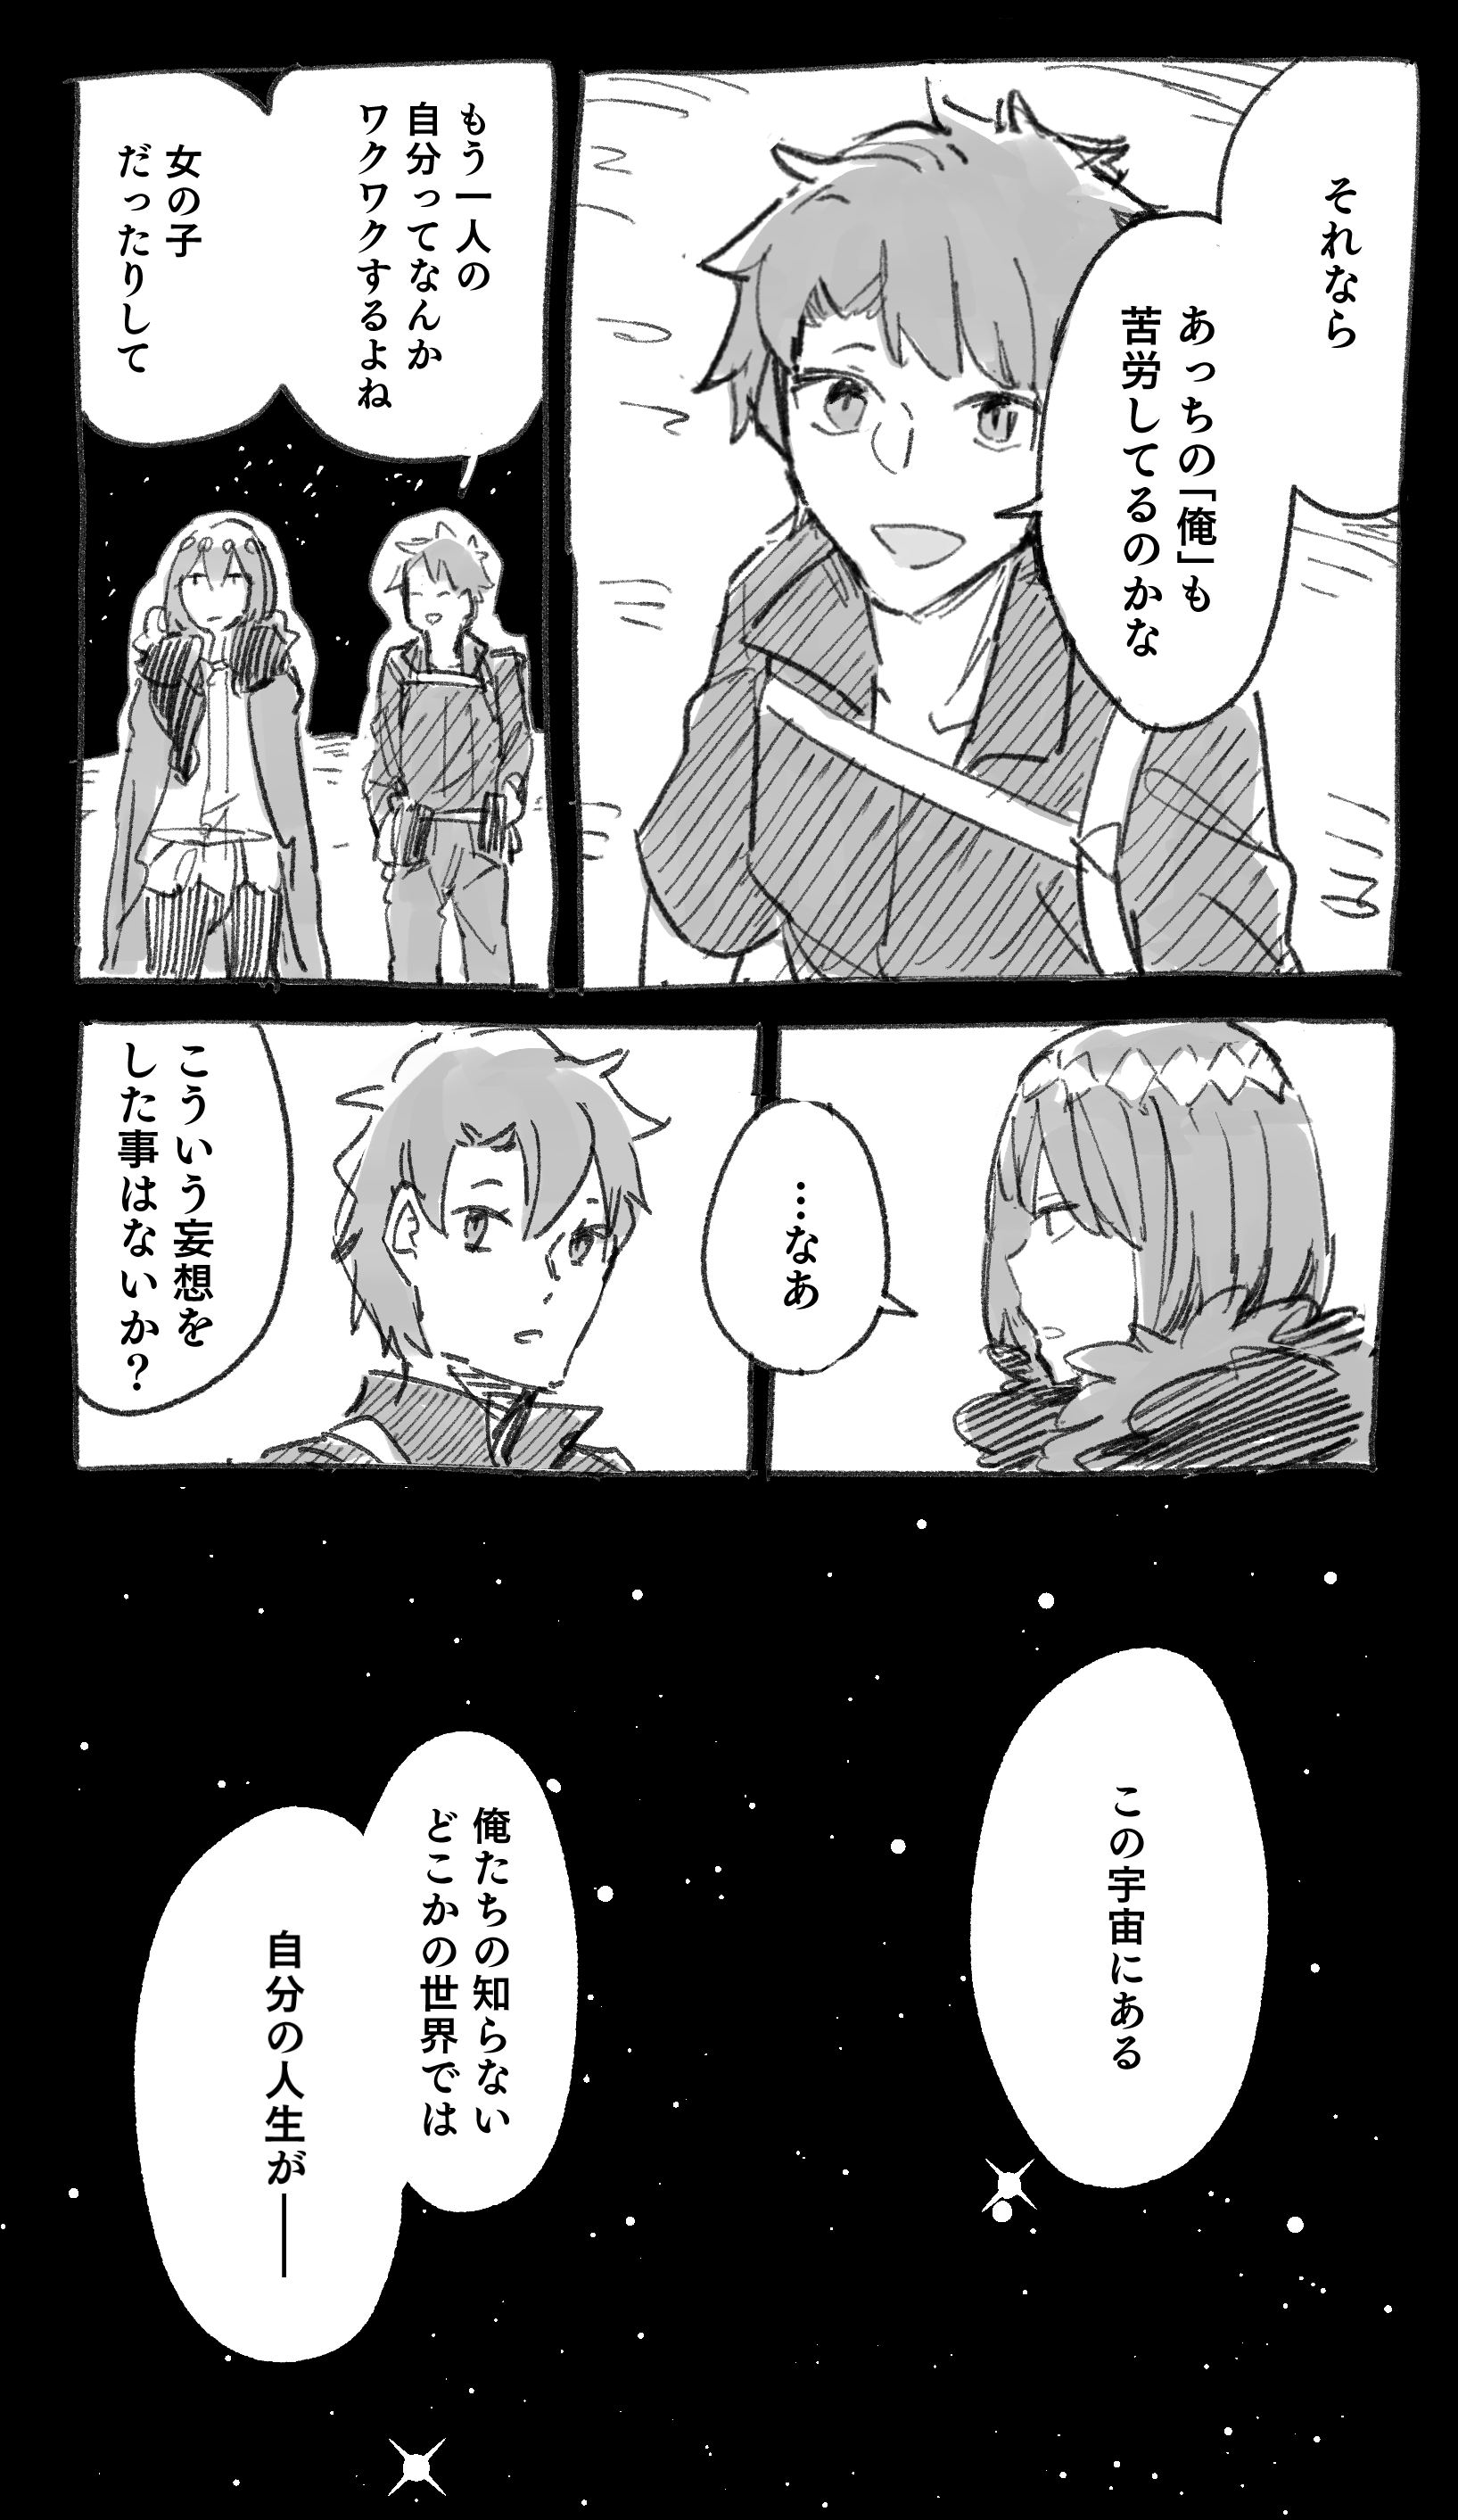 それなら
あっちの「俺」も
苦労してるのかな
もう一人の
自分ってなんか
ワクワクするよね
女の子
だったりして
…なあ
こういう妄想を
した事はないか？
この宇宙にある
俺たちの知らない
どこかの世界では
自分の人生が――